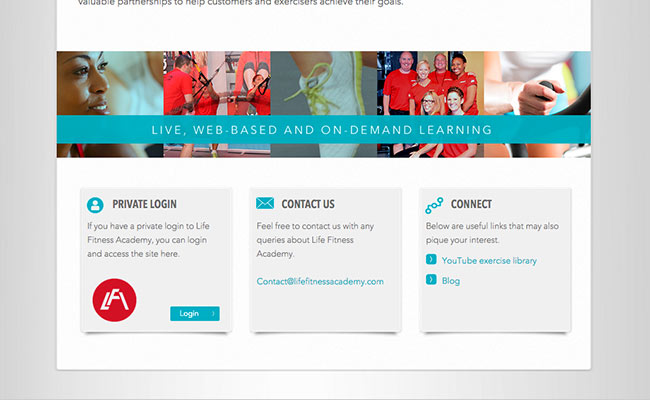 valuable partnerships to help customers and exercisers achieve their goals.
LIVE, WEB-BASED AND ON-DEMAND LEARNING
PRIVATE LOGIN
If you have a private login to Life
Fitness Academy, you can login
and access the site here.
LFA
Login
CONTACT US
Feel free to contact us with any
queries about Life Fitness
Academy.
Contact@lifefitnessacademy.com
CONNECT
Below are useful links that may also
pique your interest.
YouTube exercise library
Blog